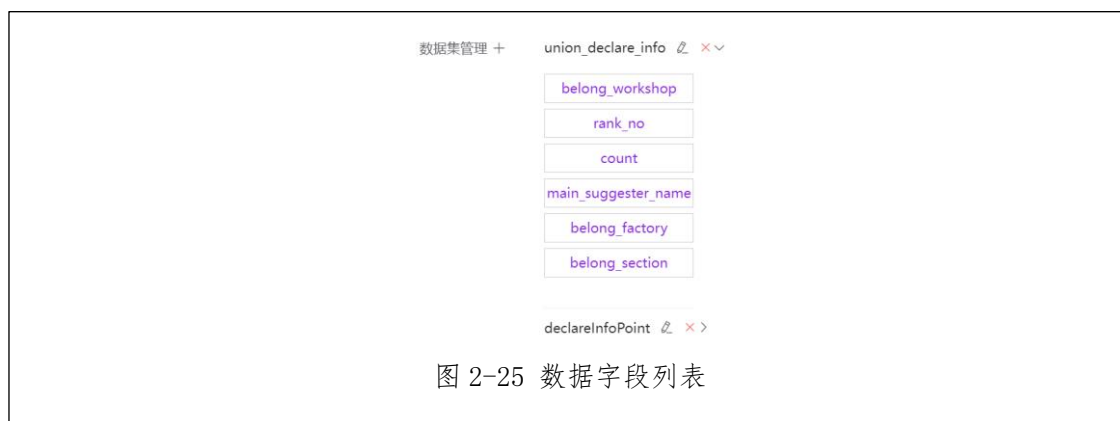 数据集管理 + union_declare_info
belong_workshop
rank_no
count
main_suggester_name
belong_factory
belong_section
declareInfoPoint
图 2-25 数据字段列表